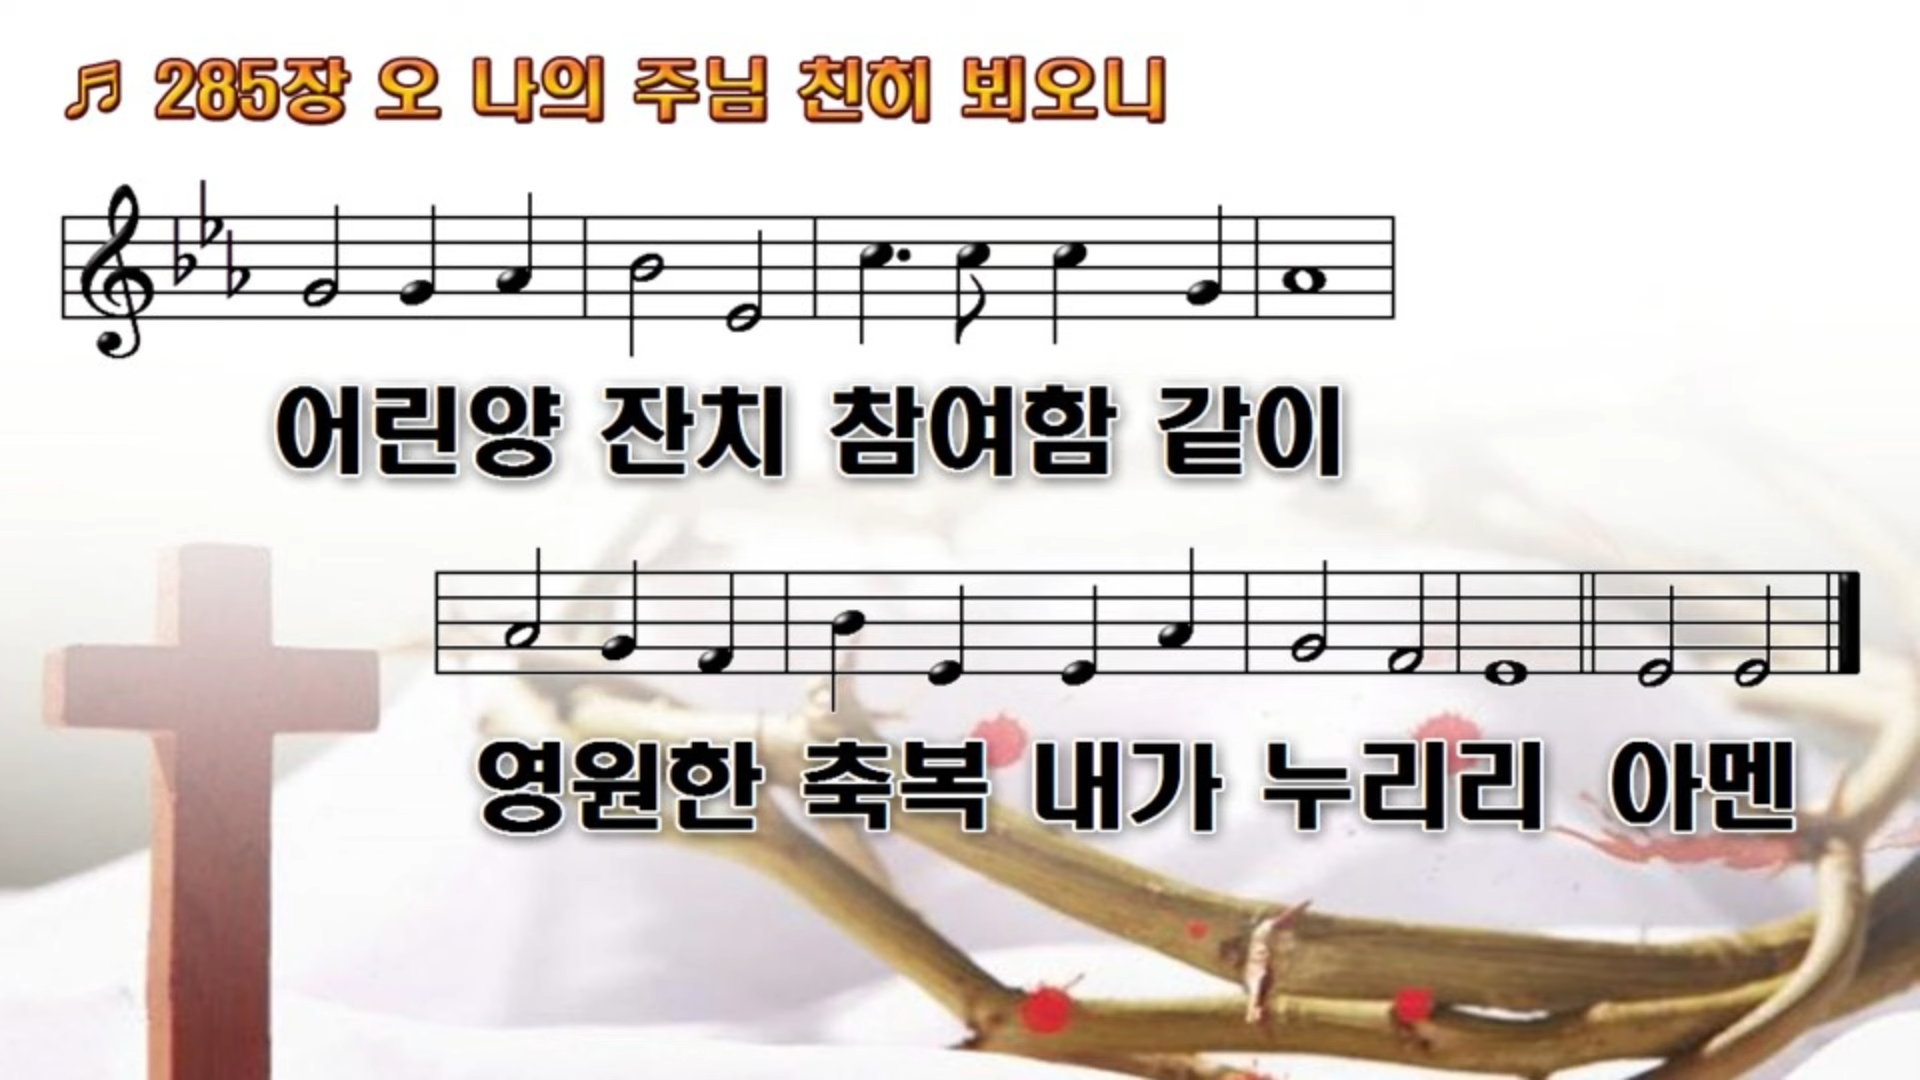 285장 오 나의 주님 친히 뵈오니
어린양 잔치 참여함 같이
영원한 축복 내가 누리리 아멘